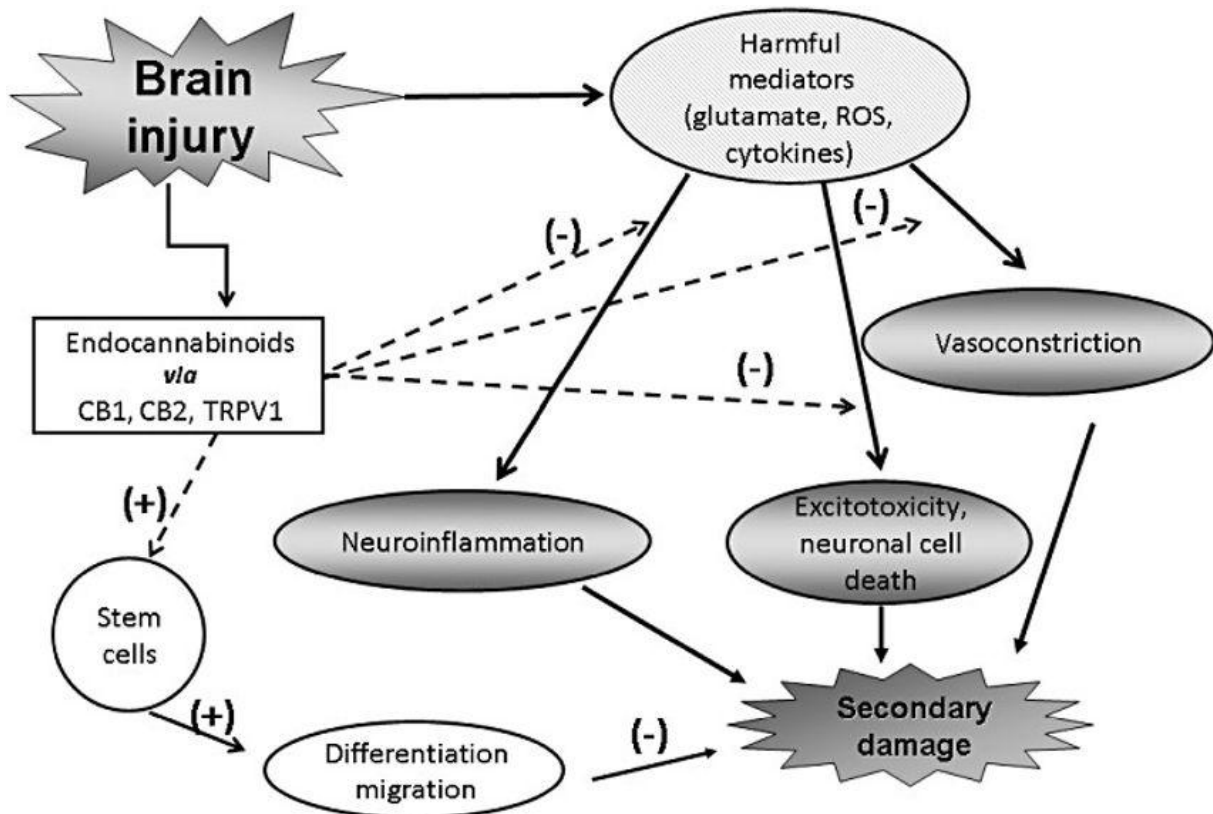 Brain
injury
Harmful
mediators
(glutamate, ROS,
cytokines)
(-)
(-)
Endocannabinoids
via
CB1, CB2, TRPV1
(-)
Vasoconstriction
(+)
Neuroinflammation
Excitotoxicity,
neuronal cell
death
Stem
cells
(+)
Differentiation
migration
(-)
Secondary
damage